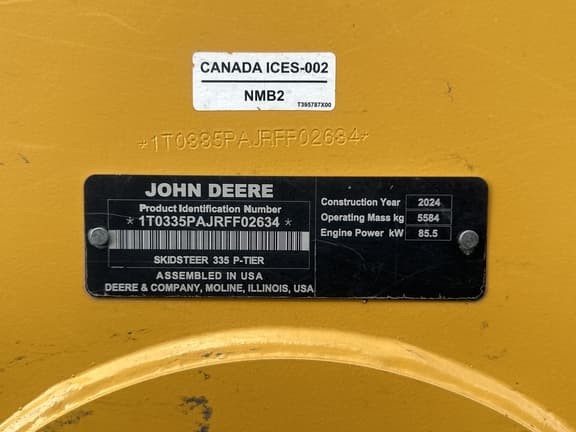 CANADA ICES-002
NMB2
T395787X00
*1T0335PAJRFF02634*
JOHN DEERE
Product Identification Number
*1T0335PAJRFF02634*
SKIDSTEER 335 P-TIER
ASSEMBLED IN USA
DEERE & COMPANY, MOLINE, ILLINOIS, USA
Construction Year 2024
Operating Mass kg 5584
Engine Power kW 85.5